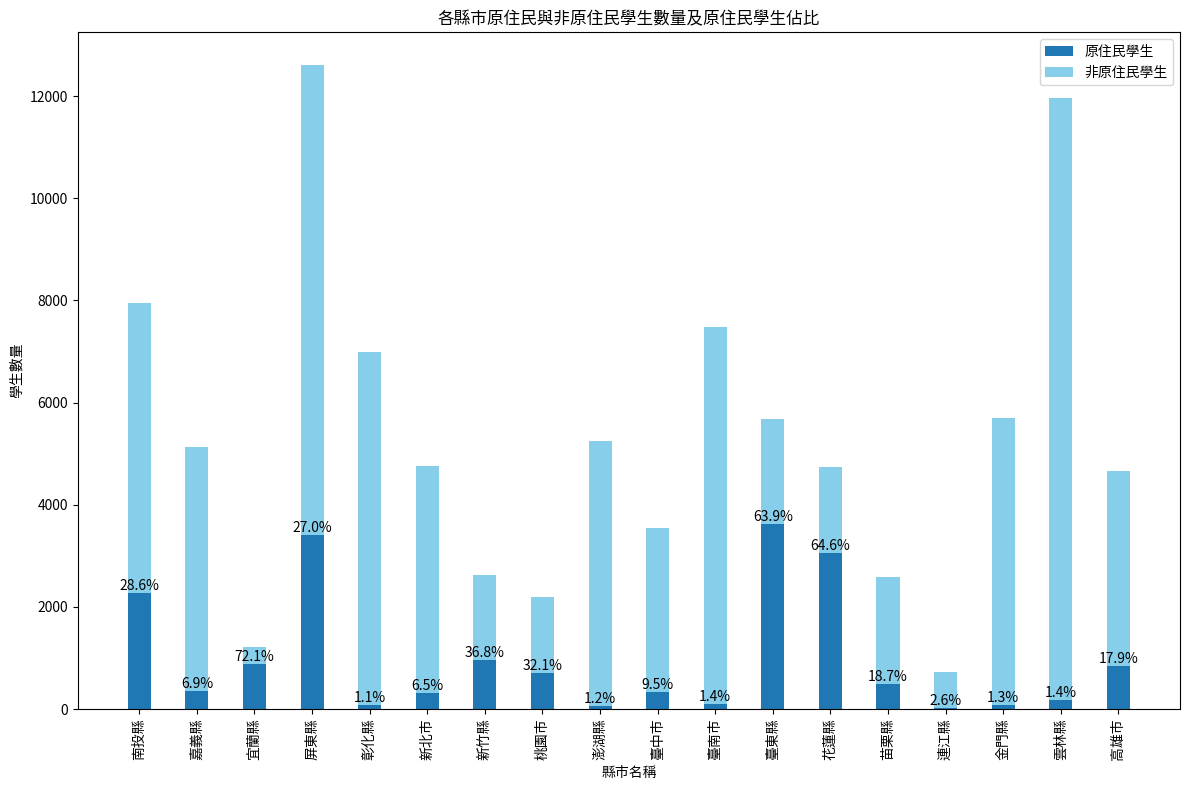 各縣市原住民與非原住民學生數量及原住民學生佔比
原住民學生
非原住民學生
學生數量
12000
10000
8000
6000
4000
2000
0
28.6%
6.9%
72.1%
27.0%
1.1%
6.5%
36.8%
32.1%
1.2%
9.5%
1.4%
63.9%
64.6%
18.7%
2.6%
1.3%
1.4%
17.9%
南投縣
嘉義縣
宜蘭縣
屏東縣
彰化縣
新北市
新竹縣
桃園市
澎湖縣
臺中市
臺南市
臺東縣
花蓮縣
苗栗縣
連江縣
金門縣
雲林縣
高雄市
縣市名稱